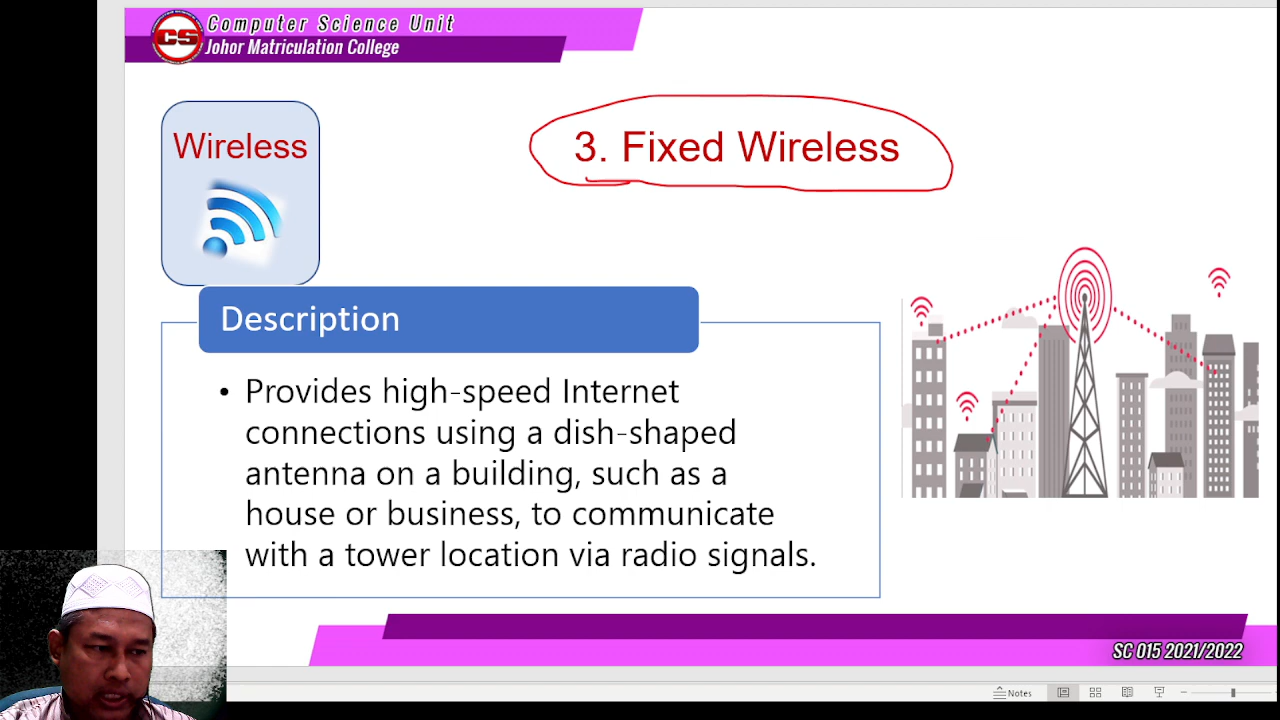 Computer Science Unit
CS
Johor Matriculation College
Wireless
3. Fixed Wireless
Description
• Provides high-speed Internet
connections using a dish-shaped
antenna on a building, such as a
house or business, to communicate
with a tower location via radio signals.
SC 015 2021/2022
Notes